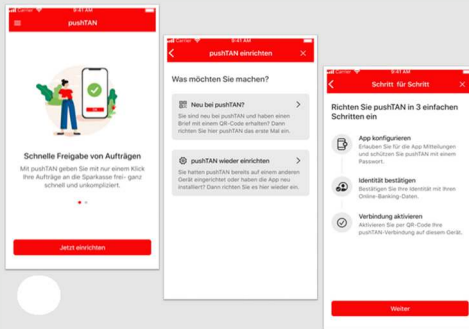 Carrier
9:41 AM
pushTAN
Schnelle Freigabe von Aufträgen
Mit pushTAN geben Sie mit nur einem Klick
Ihre Aufträge an die Sparkasse frei- ganz
schnell und unkompliziert.
Jetzt einrichten
Carrier
9:41 AM
pushTAN einrichten
Was möchten Sie machen?
Neu bei pushTAN?
Sie sind neu bei pushTAN und haben einen
Brief mit einem QR-Code erhalten? Dann
richten Sie hier pushTAN das erste Mal ein.
pushTAN wieder einrichten
Sie hatten pushTAN bereits auf einem anderen
Gerät eingerichtet oder haben die App neu
installiert? Dann richten Sie es hier wieder ein.
Carrier
9:41 AM
Schritt für Schritt
Richten Sie pushTAN in 3 einfachen
Schritten ein
App konfigurieren
Erlauben Sie für die App Mitteilungen
und schützen Sie pushTAN mit einem
Passwort.
Identität bestätigen
Bestätigen Sie Ihre Identität mit Ihren
Online-Banking-Daten.
Verbindung aktivieren
Aktivieren Sie per QR-Code Ihre
pushTAN-Verbindung auf diesem Gerät.
Weiter